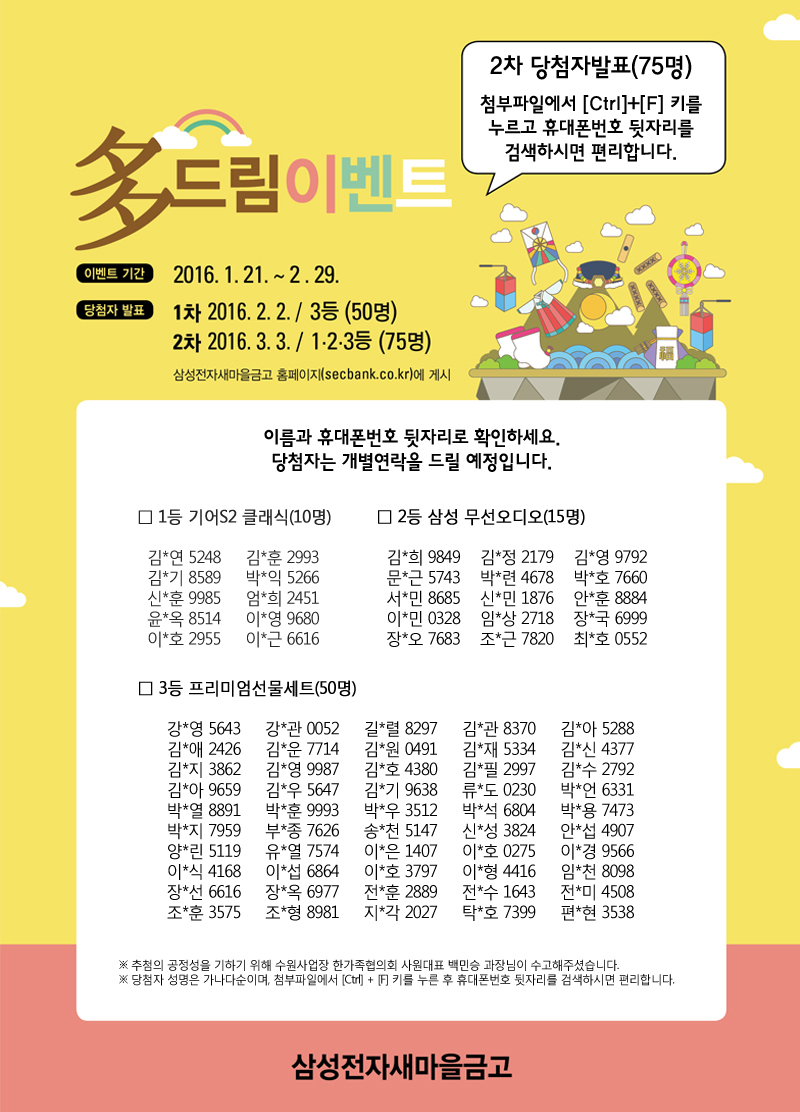 2차 당첨자발표(75명)
첨부파일에서 [Ctrl]+[F] 키를
누르고 휴대폰번호 뒷자리를
검색하시면 편리합니다.
多드림이벤트
이벤트 기간 2016. 1. 21. ~ 2 . 29.
당첨자 발표 1차 2016. 2. 2. / 3등 (50명)
2차 2016. 3. 3. / 1·2·3등 (75명)
삼성전자새마을금고 홈페이지(secbank.co.kr)에 게시
福
이름과 휴대폰번호 뒷자리로 확인하세요.
당첨자는 개별연락을 드릴 예정입니다.
□ 1등 기어S2 클래식(10명)
김*연 5248 김*훈 2993
김*기 8589 박*익 5266
신*훈 9985 엄*희 2451
윤*옥 8514 이*영 9680
이*호 2955 이*근 6616
□ 2등 삼성 무선오디오(15명)
김*희 9849 김*정 2179 김*영 9792
문*근 5743 박*련 4678 박*호 7660
서*민 8685 신*민 1876 안*훈 8884
이*민 0328 임*상 2718 장*국 6999
장*오 7683 조*근 7820 최*호 0552
□ 3등 프리미엄선물세트(50명)
강*영 5643 강*관 0052 길*렬 8297 김*관 8370 김*아 5288
김*애 2426 김*운 7714 김*원 0491 김*재 5334 김*신 4377
김*지 3862 김*영 9987 김*호 4380 김*필 2997 김*수 2792
김*아 9659 김*우 5647 김*기 9638 류*도 0230 박*언 6331
박*열 8891 박*훈 9993 박*우 3512 박*석 6804 박*용 7473
박*지 7959 부*종 7626 송*천 5147 신*성 3824 안*섭 4907
양*린 5119 유*열 7574 이*은 1407 이*호 0275 이*경 9566
이*식 4168 이*섭 6864 이*호 3797 이*형 4416 임*천 8098
장*선 6616 장*옥 6977 전*훈 2889 전*수 1643 전*미 4508
조*훈 3575 조*형 8981 지*각 2027 탁*호 7399 편*현 3538
※ 추첨의 공정성을 기하기 위해 수원사업장 한가족협의회 사원대표 백민승 과장님이 수고해주셨습니다.
※ 당첨자 성명은 가나다순이며, 첨부파일에서 [Ctrl] + [F] 키를 누른 후 휴대폰번호 뒷자리를 검색하시면 편리합니다.
삼성전자새마을금고